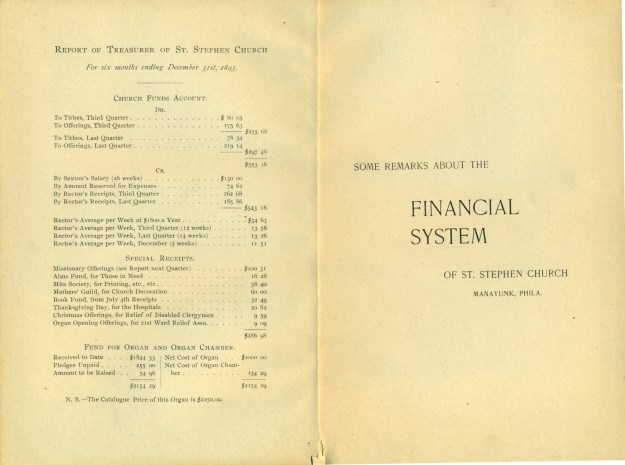 REPORT OF TREASURER OF ST. STEPHEN CHURCH
For six months ending December 31st, 1893.
CHURCH FUNDS ACCOUNT.
DR.
To Tithes, Third Quarter . . . . $ 80 05
To Offerings, Third Quarter . . . . 175 63
$255 68
To Tithes, Last Quarter . . . . 78 34
To Offerings, Last Quarter . . . . 219 14
$297 48
$553 16
CR.
By Sexton's Salary (26 weeks) . . . . $130 00
By Amount Reserved for Expenses . . . . 74 62
By Rector's Receipts, Third Quarter . . . . 162 68
By Rector's Receipts, Last Quarter . . . . 185 86
$553 16
Rector's Average per Week at $1800 a Year . . . . $34 63
Rector's Average per Week, Third Quarter (12 weeks) . . . . 13 56
Rector's Average per Week, Last Quarter (14 weeks) . . . . 13 26
Rector's Average per Week, December (5 weeks) . . . . 11 51
SPECIAL RECEIPTS.
Missionary Offerings (see Report next Quarter) . . . . $200 31
Alms Fund, for Those in Need . . . . 16 28
Mite Society, for Printing, etc., etc . . . . 38 40
Mothers' Guild, for Church Decoration . . . . 60 00
Book Fund, from July 4th Receipts . . . . 32 49
Thanksgiving Day, for the Hospitals . . . . 20 82
Christmas Offerings, for Relief of Disabled Clergymen . . 9 59
Organ Opening Offerings, for 21st Ward Relief Asso. . . . 9 09
$386 98
FUND FOR ORGAN AND ORGAN CHAMBER.
Received to Date . . $1844 33 Net Cost of Organ . . $2000 00
Pledges Unpaid . . . 255 00 Net Cost of Organ Cham-
Amount to be Raised . 54 96 ber . . . . 154 29
$2154 29 $2154 29
N. B.—The Catalogue Price of this Organ is $2250.00.
SOME REMARKS ABOUT THE
FINANCIAL
SYSTEM
OF ST. STEPHEN CHURCH
MANAYUNK, PHILA.